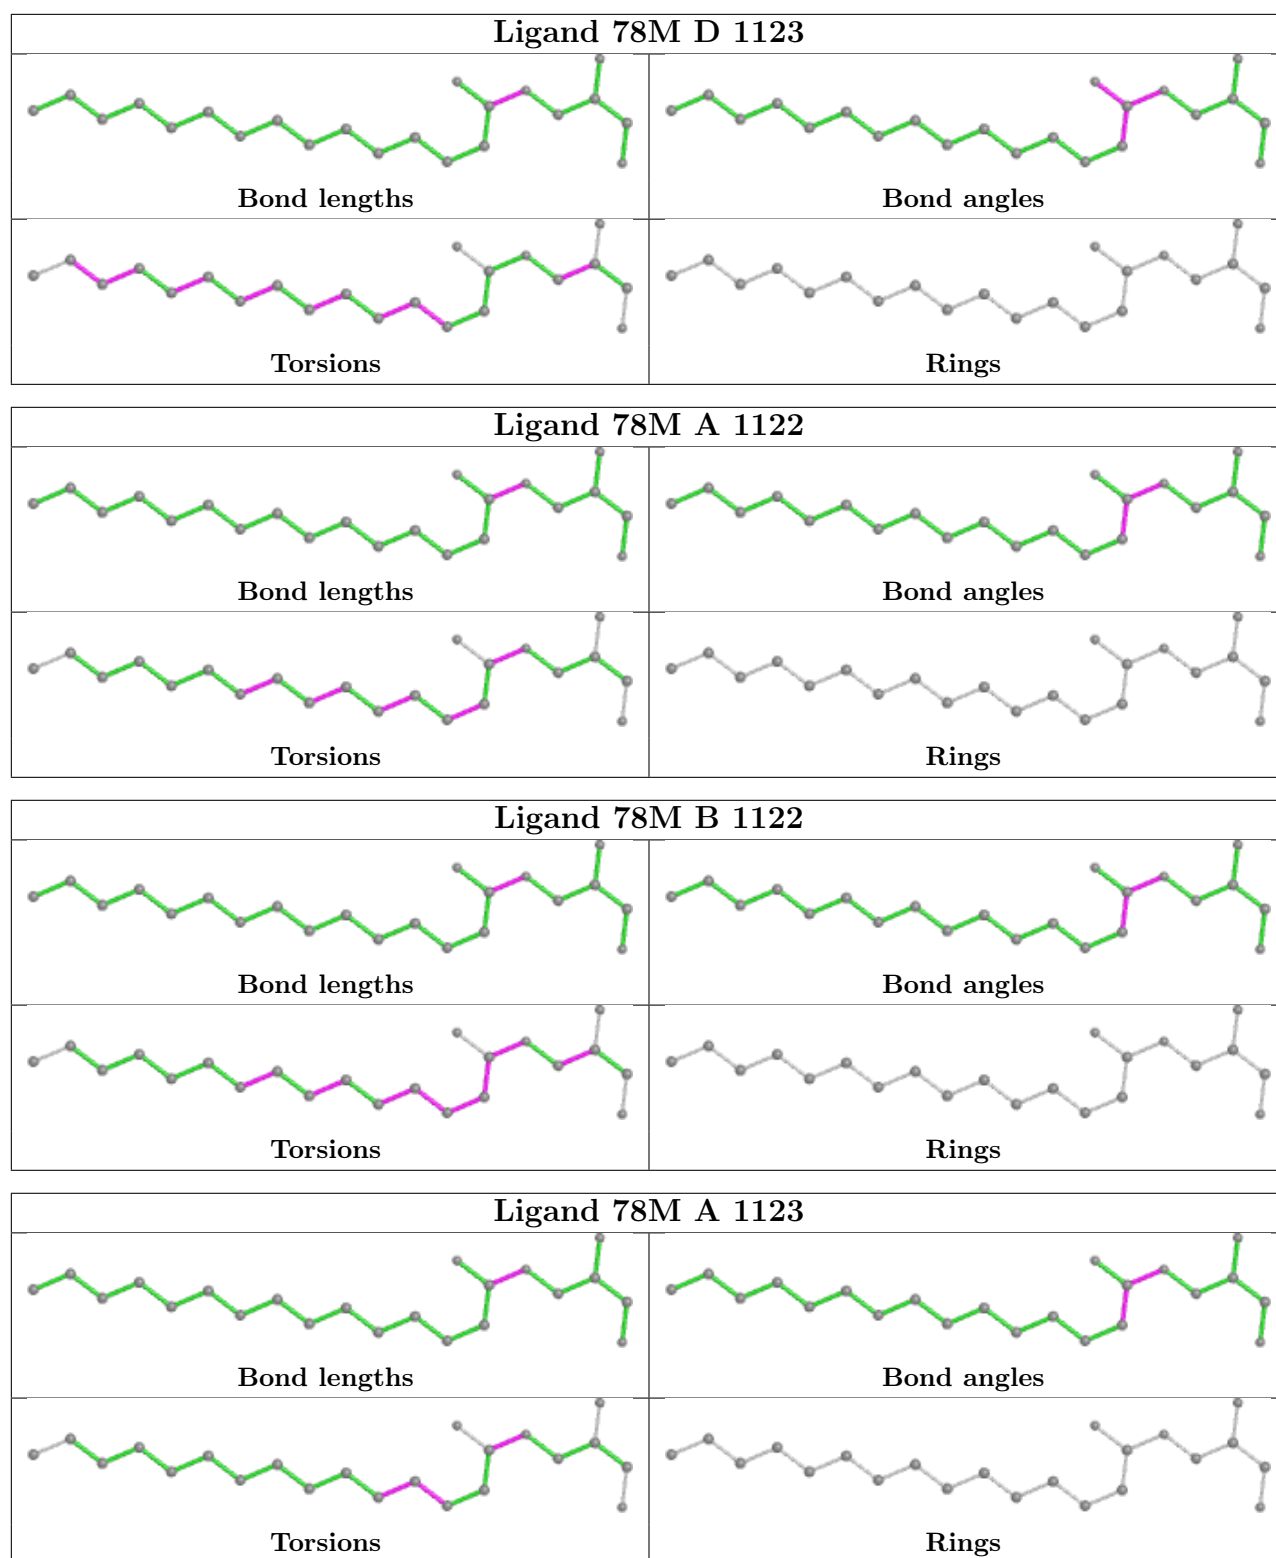 Ligand 78M D 1123
Bond lengths Bond angles
Torsions Rings
Ligand 78M A 1122
Bond lengths Bond angles
Torsions Rings
Ligand 78M B 1122
Bond lengths Bond angles
Torsions Rings
Ligand 78M A 1123
Bond lengths Bond angles
Torsions Rings